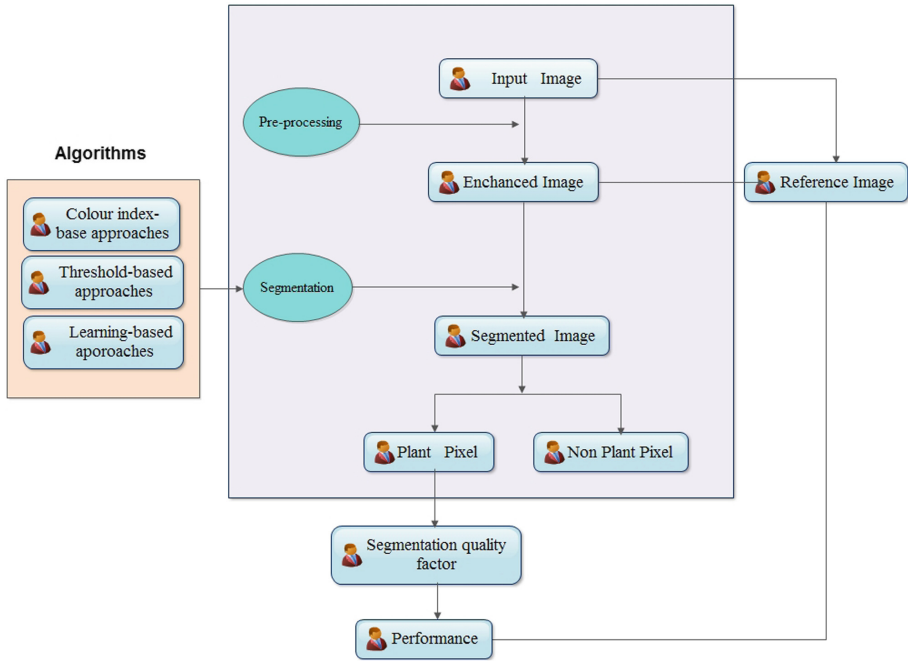 Input Image
Pre-processing
Algorithms
Enchanced Image
Reference Image
Colour index-
base approaches
Threshold-based
approaches
Segmentation
Learning-based
aporoaches
Segmented Image
Plant Pixel
Non Plant Pixel
Segmentation quality
factor
Performance